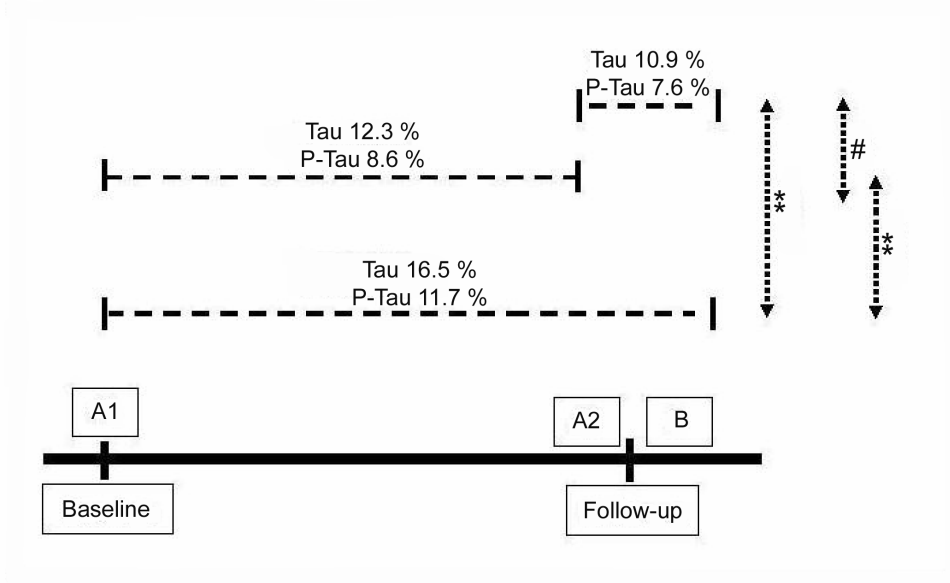 Tau 10.9 %
P-Tau 7.6 %
Tau 12.3 %
P-Tau 8.6 %
#
**
**
Tau 16.5 %
P-Tau 11.7 %
A1
A2
B
Baseline
Follow-up